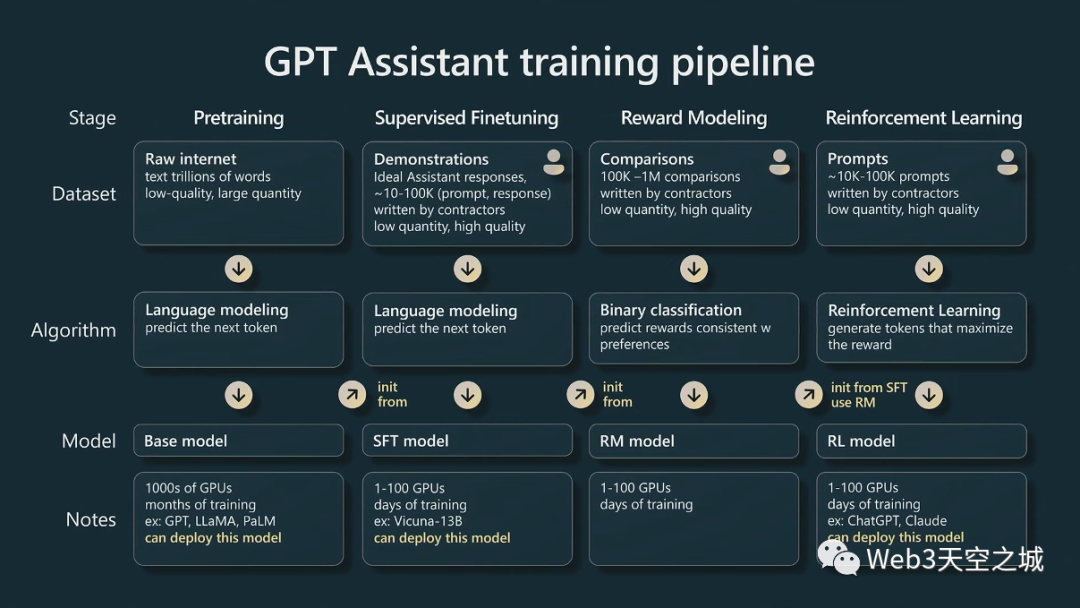 GPT Assistant training pipeline
Stage
Pretraining
Supervised Finetuning
Reward Modeling
Reinforcement Learning
Dataset
Raw internet
text trillions of words
low-quality, large quantity
Demonstrations
Ideal Assistant responses,
~10-100K (prompt, response)
written by contractors
low quantity, high quality
Comparisons
100K –1M comparisons
written by contractors
low quantity, high quality
Prompts
~10K-100K prompts
written by contractors
low quantity, high quality
Algorithm
Language modeling
predict the next token
Language modeling
predict the next token
Binary classification
predict rewards consistent w
preferences
Reinforcement Learning
generate tokens that maximize
the reward
init
from
init
from
init from SFT
use RM
Model
Base model
SFT model
RM model
RL model
Notes
1000s of GPUs
months of training
ex: GPT, LLaMA, PaLM
can deploy this model
1-100 GPUs
days of training
ex: Vicuna-13B
can deploy this model
1-100 GPUs
days of training
1-100 GPUs
days of training
ex: ChatGPT, Claude
can deploy this model
Web3天空之城